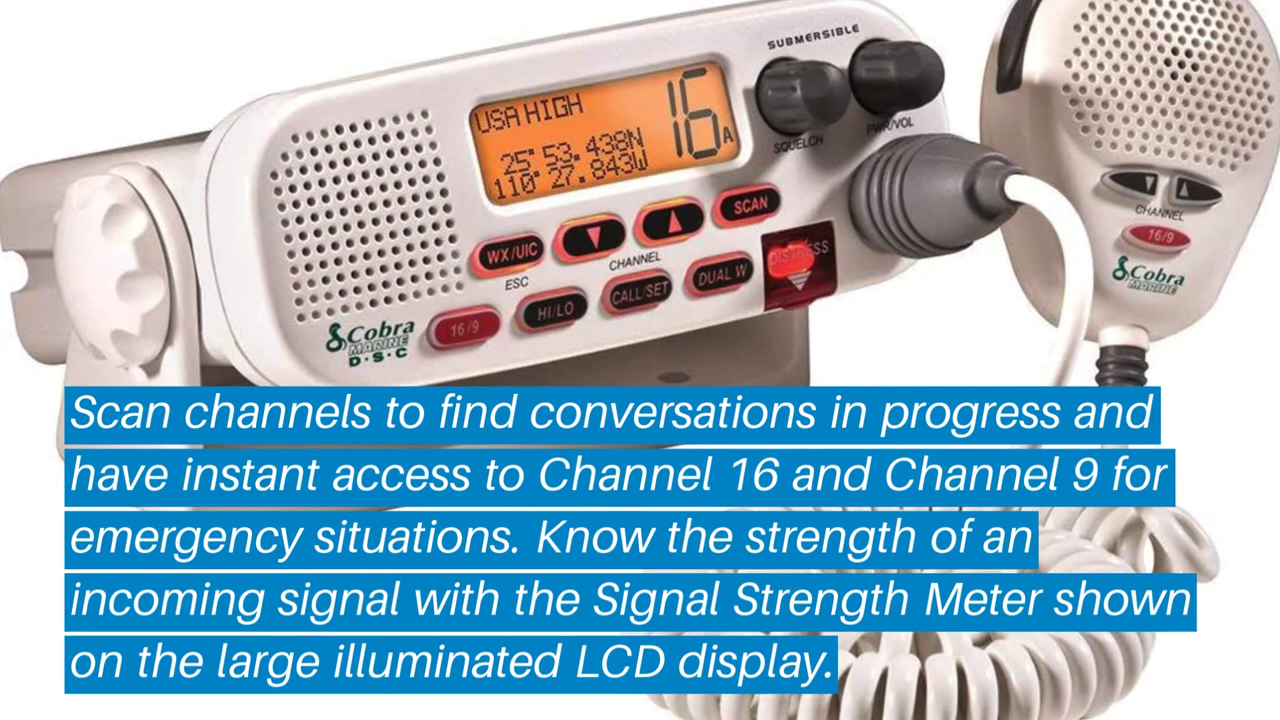 SUBMERSIBLE
USA HIGH
16
A
25° 53.438N
110° 27.843W
SQUELCH
PWR/VOL
WX/UIC
SCAN
ESC
CHANNEL
16/9
HI/LO
CALL/SET
DUAL W
DISTRESS
Cobra
MARINE
D·S·C
CHANNEL
16/9
Cobra
MARINE
Scan channels to find conversations in progress and
have instant access to Channel 16 and Channel 9 for
emergency situations. Know the strength of an
incoming signal with the Signal Strength Meter shown
on the large illuminated LCD display.